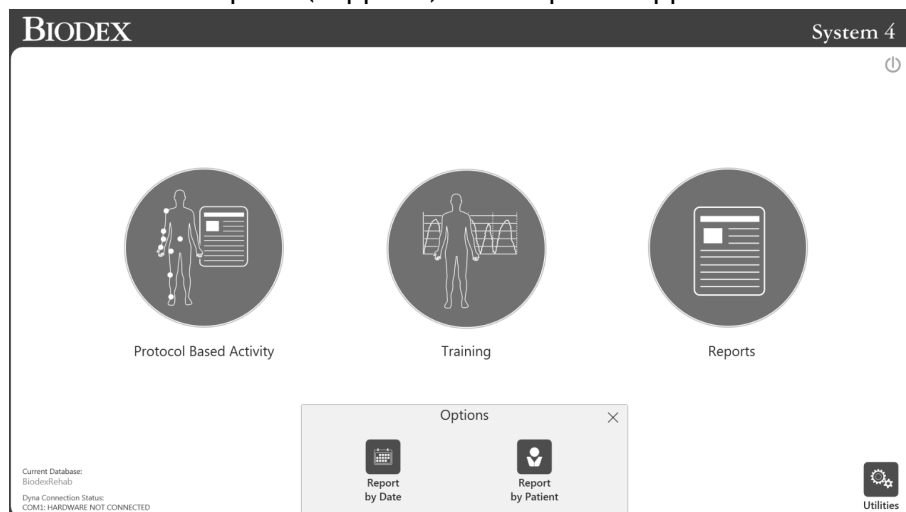 BIODEX
System 4
Protocol Based Activity
Training
Reports
Options
Report
by Date
Report
by Patient
Current Database:
BiodexRehab
Dyna Connection Status:
COM1: HARDWARE NOT CONNECTED
Utilities